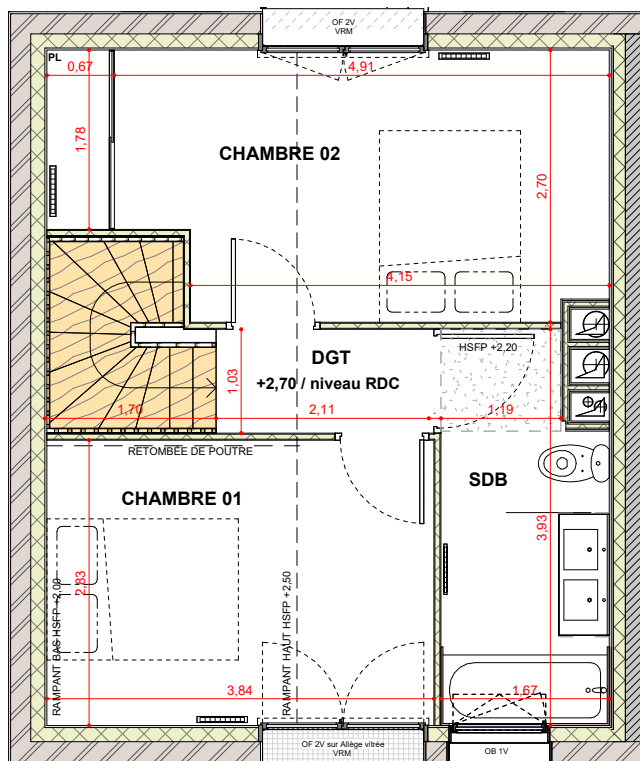 OF 2V
VRM
PL
0,67
4,91
1,78
CHAMBRE 02
2,70
4,15
DGT
+2,70 / niveau RDC
HSFP +2,20
1,03
1,70
2,11
1,19
RETOMBÉE DE POUTRE
CHAMBRE 01
SDB
3,93
2,83
RAMPANT BAS HSFP +2,00
RAMPANT HAUT HSFP +2,50
3,84
1,67
OF 2V sur Allège vitrée
VRM
OB 1V